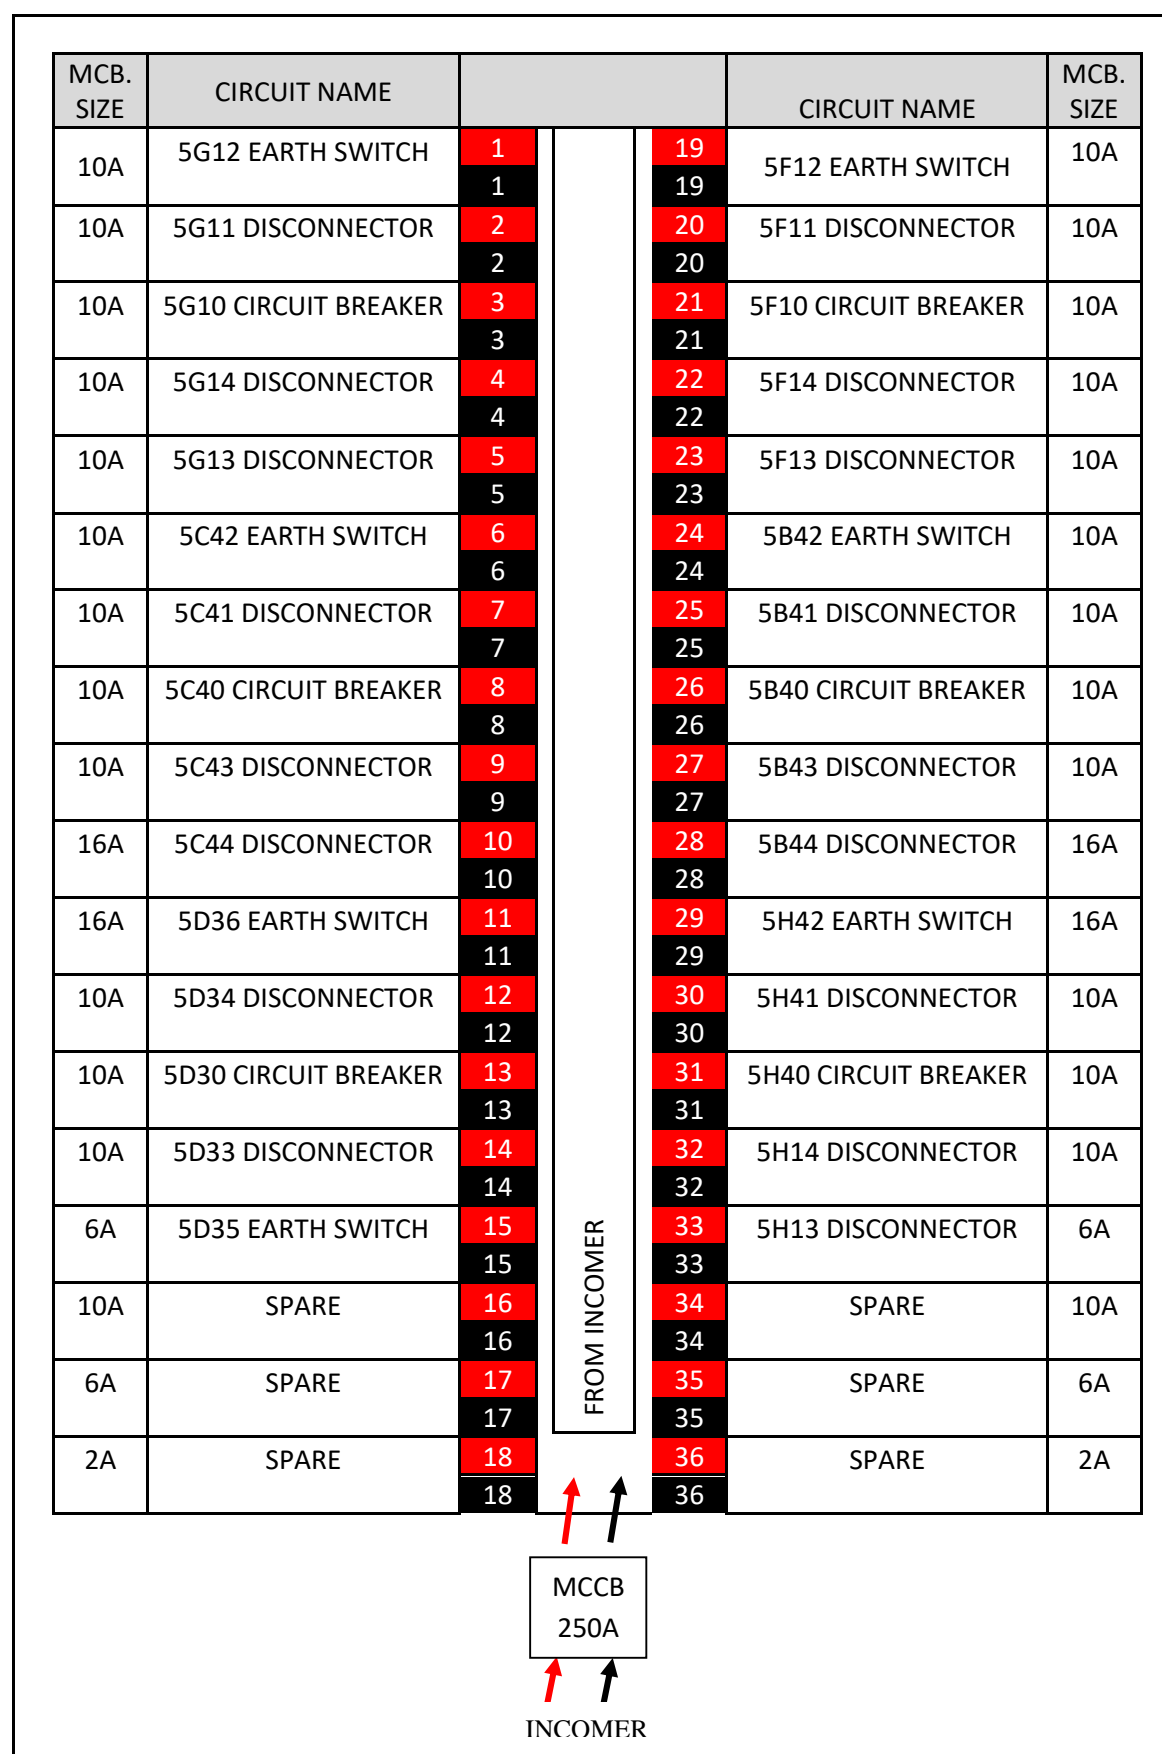 MCB. SIZE CIRCUIT NAME CIRCUIT NAME MCB. SIZE
10A 5G12 EARTH SWITCH 1 19 5F12 EARTH SWITCH 10A
1 19
10A 5G11 DISCONNECTOR 2 20 5F11 DISCONNECTOR 10A
2 20
10A 5G10 CIRCUIT BREAKER 3 21 5F10 CIRCUIT BREAKER 10A
3 21
10A 5G14 DISCONNECTOR 4 22 5F14 DISCONNECTOR 10A
4 22
10A 5G13 DISCONNECTOR 5 23 5F13 DISCONNECTOR 10A
5 23
10A 5C42 EARTH SWITCH 6 24 5B42 EARTH SWITCH 10A
6 24
10A 5C41 DISCONNECTOR 7 25 5B41 DISCONNECTOR 10A
7 25
10A 5C40 CIRCUIT BREAKER 8 26 5B40 CIRCUIT BREAKER 10A
8 26
10A 5C43 DISCONNECTOR 9 27 5B43 DISCONNECTOR 10A
9 27
16A 5C44 DISCONNECTOR 10 28 5B44 DISCONNECTOR 16A
10 28
16A 5D36 EARTH SWITCH 11 29 5H42 EARTH SWITCH 16A
11 29
10A 5D34 DISCONNECTOR 12 30 5H41 DISCONNECTOR 10A
12 30
10A 5D30 CIRCUIT BREAKER 13 31 5H40 CIRCUIT BREAKER 10A
13 31
10A 5D33 DISCONNECTOR 14 32 5H14 DISCONNECTOR 10A
14 32
6A 5D35 EARTH SWITCH 15 33 5H13 DISCONNECTOR 6A
15 33
10A SPARE 16 34 SPARE 10A
16 34
6A SPARE 17 35 SPARE 6A
17 35
2A SPARE 18 36 SPARE 2A
18 36
FROM INCOMER
MCCB
250A
INCOMER